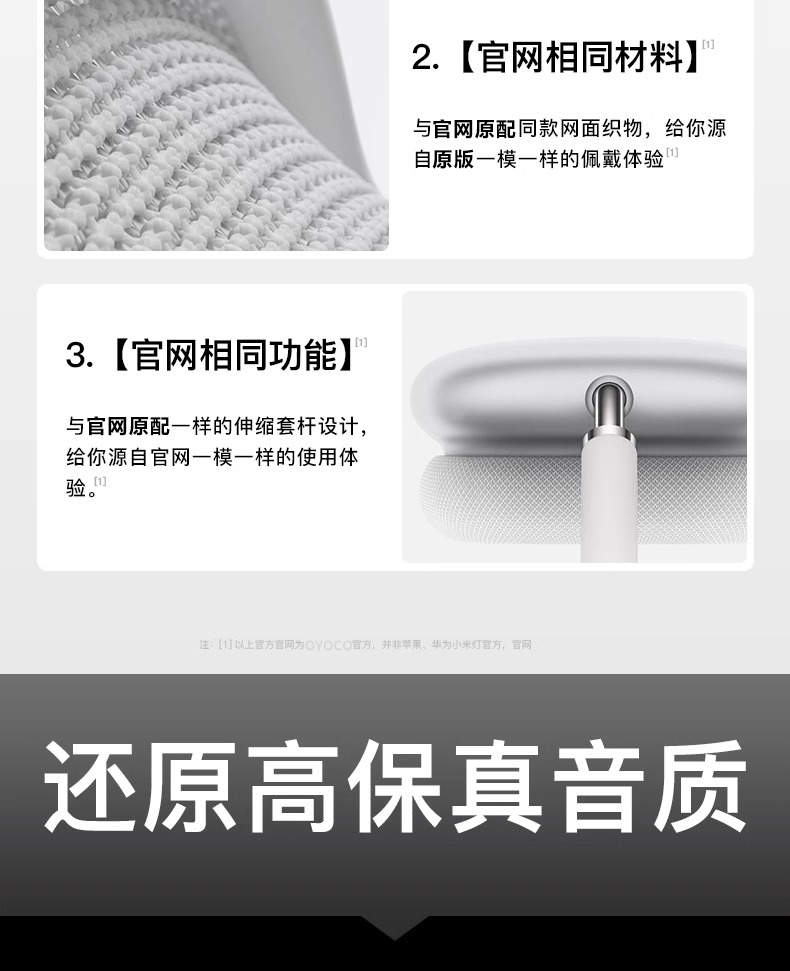 2.【官网相同材料】[1]
与官网原配同款网面织物，给你源
自原版一模一样的佩戴体验[1]
3.【官网相同功能】[1]
与官网原配一样的伸缩套杆设计，
给你源自官网一模一样的使用体
验。[1]
注：[1]以上官方官网为OYOCO官方，并非苹果、华为小米灯官方，官网
还原高保真音质